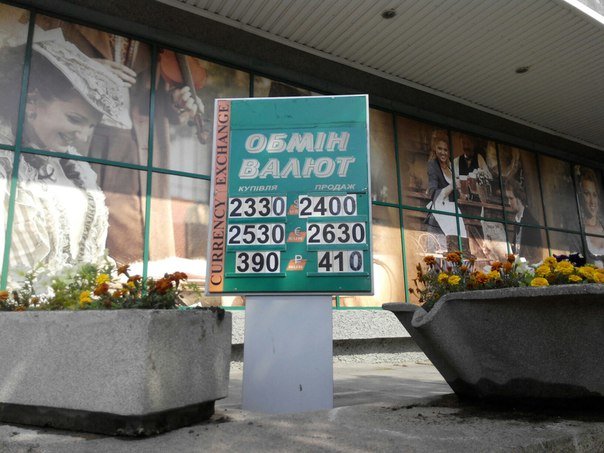 CURRENCY EXCHANGE
ОБМІН
ВАЛЮТ
КУПІВЛЯ ПРОДАЖ
2330 2400
2530 € 2630
390 Р 410